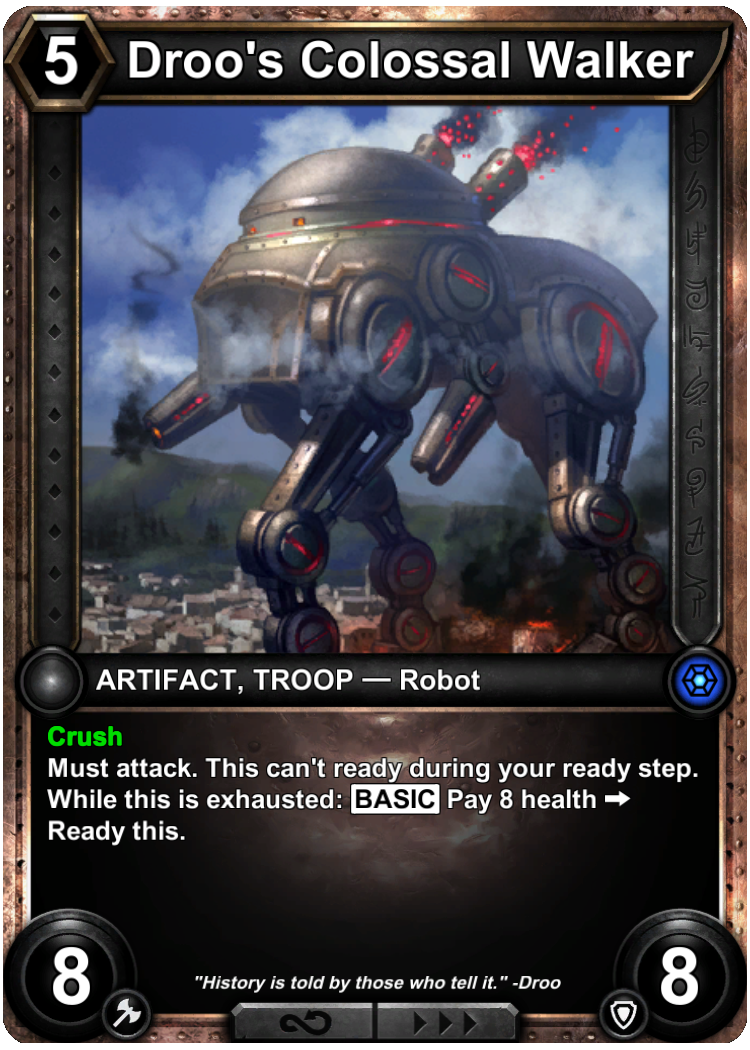 5
Droo's Colossal Walker
ARTIFACT, TROOP — Robot
Crush
Must attack. This can't ready during your ready step.
While this is exhausted: BASIC Pay 8 health ➞
Ready this.
"History is told by those who tell it." -Droo
8
8